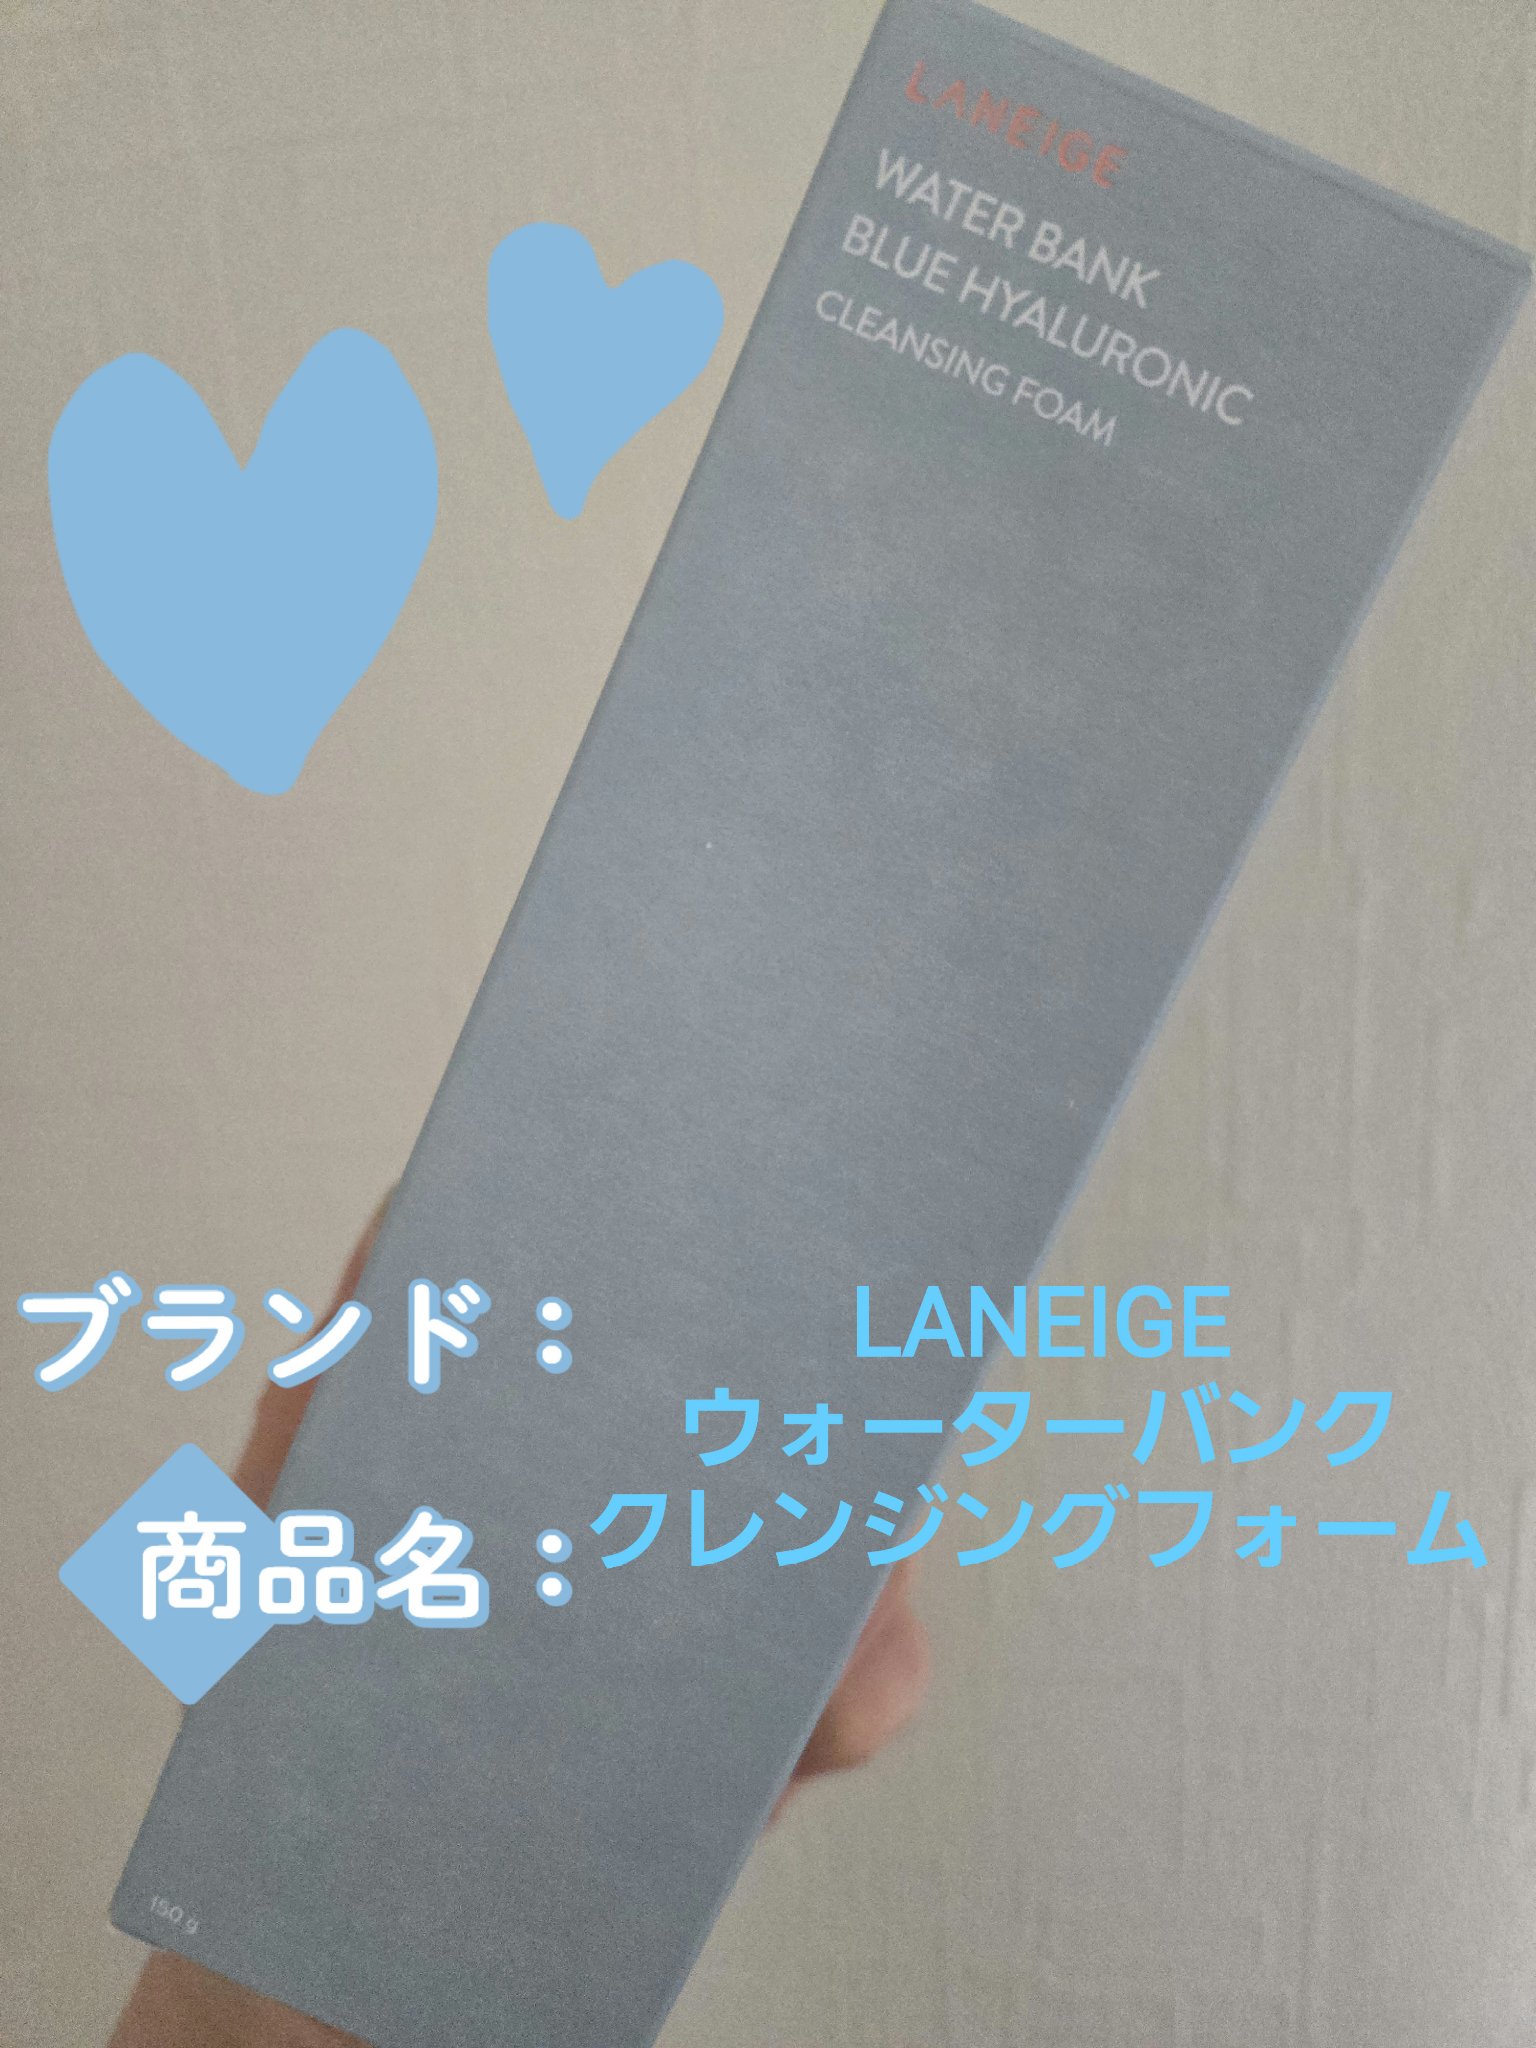 LANEIGE
WATER BANK
BLUE HYALURONIC
CLEANSING FOAM
ブランド：
LANEIGE
ウォーターバンク
商品名：
クレンジングフォーム
150 g